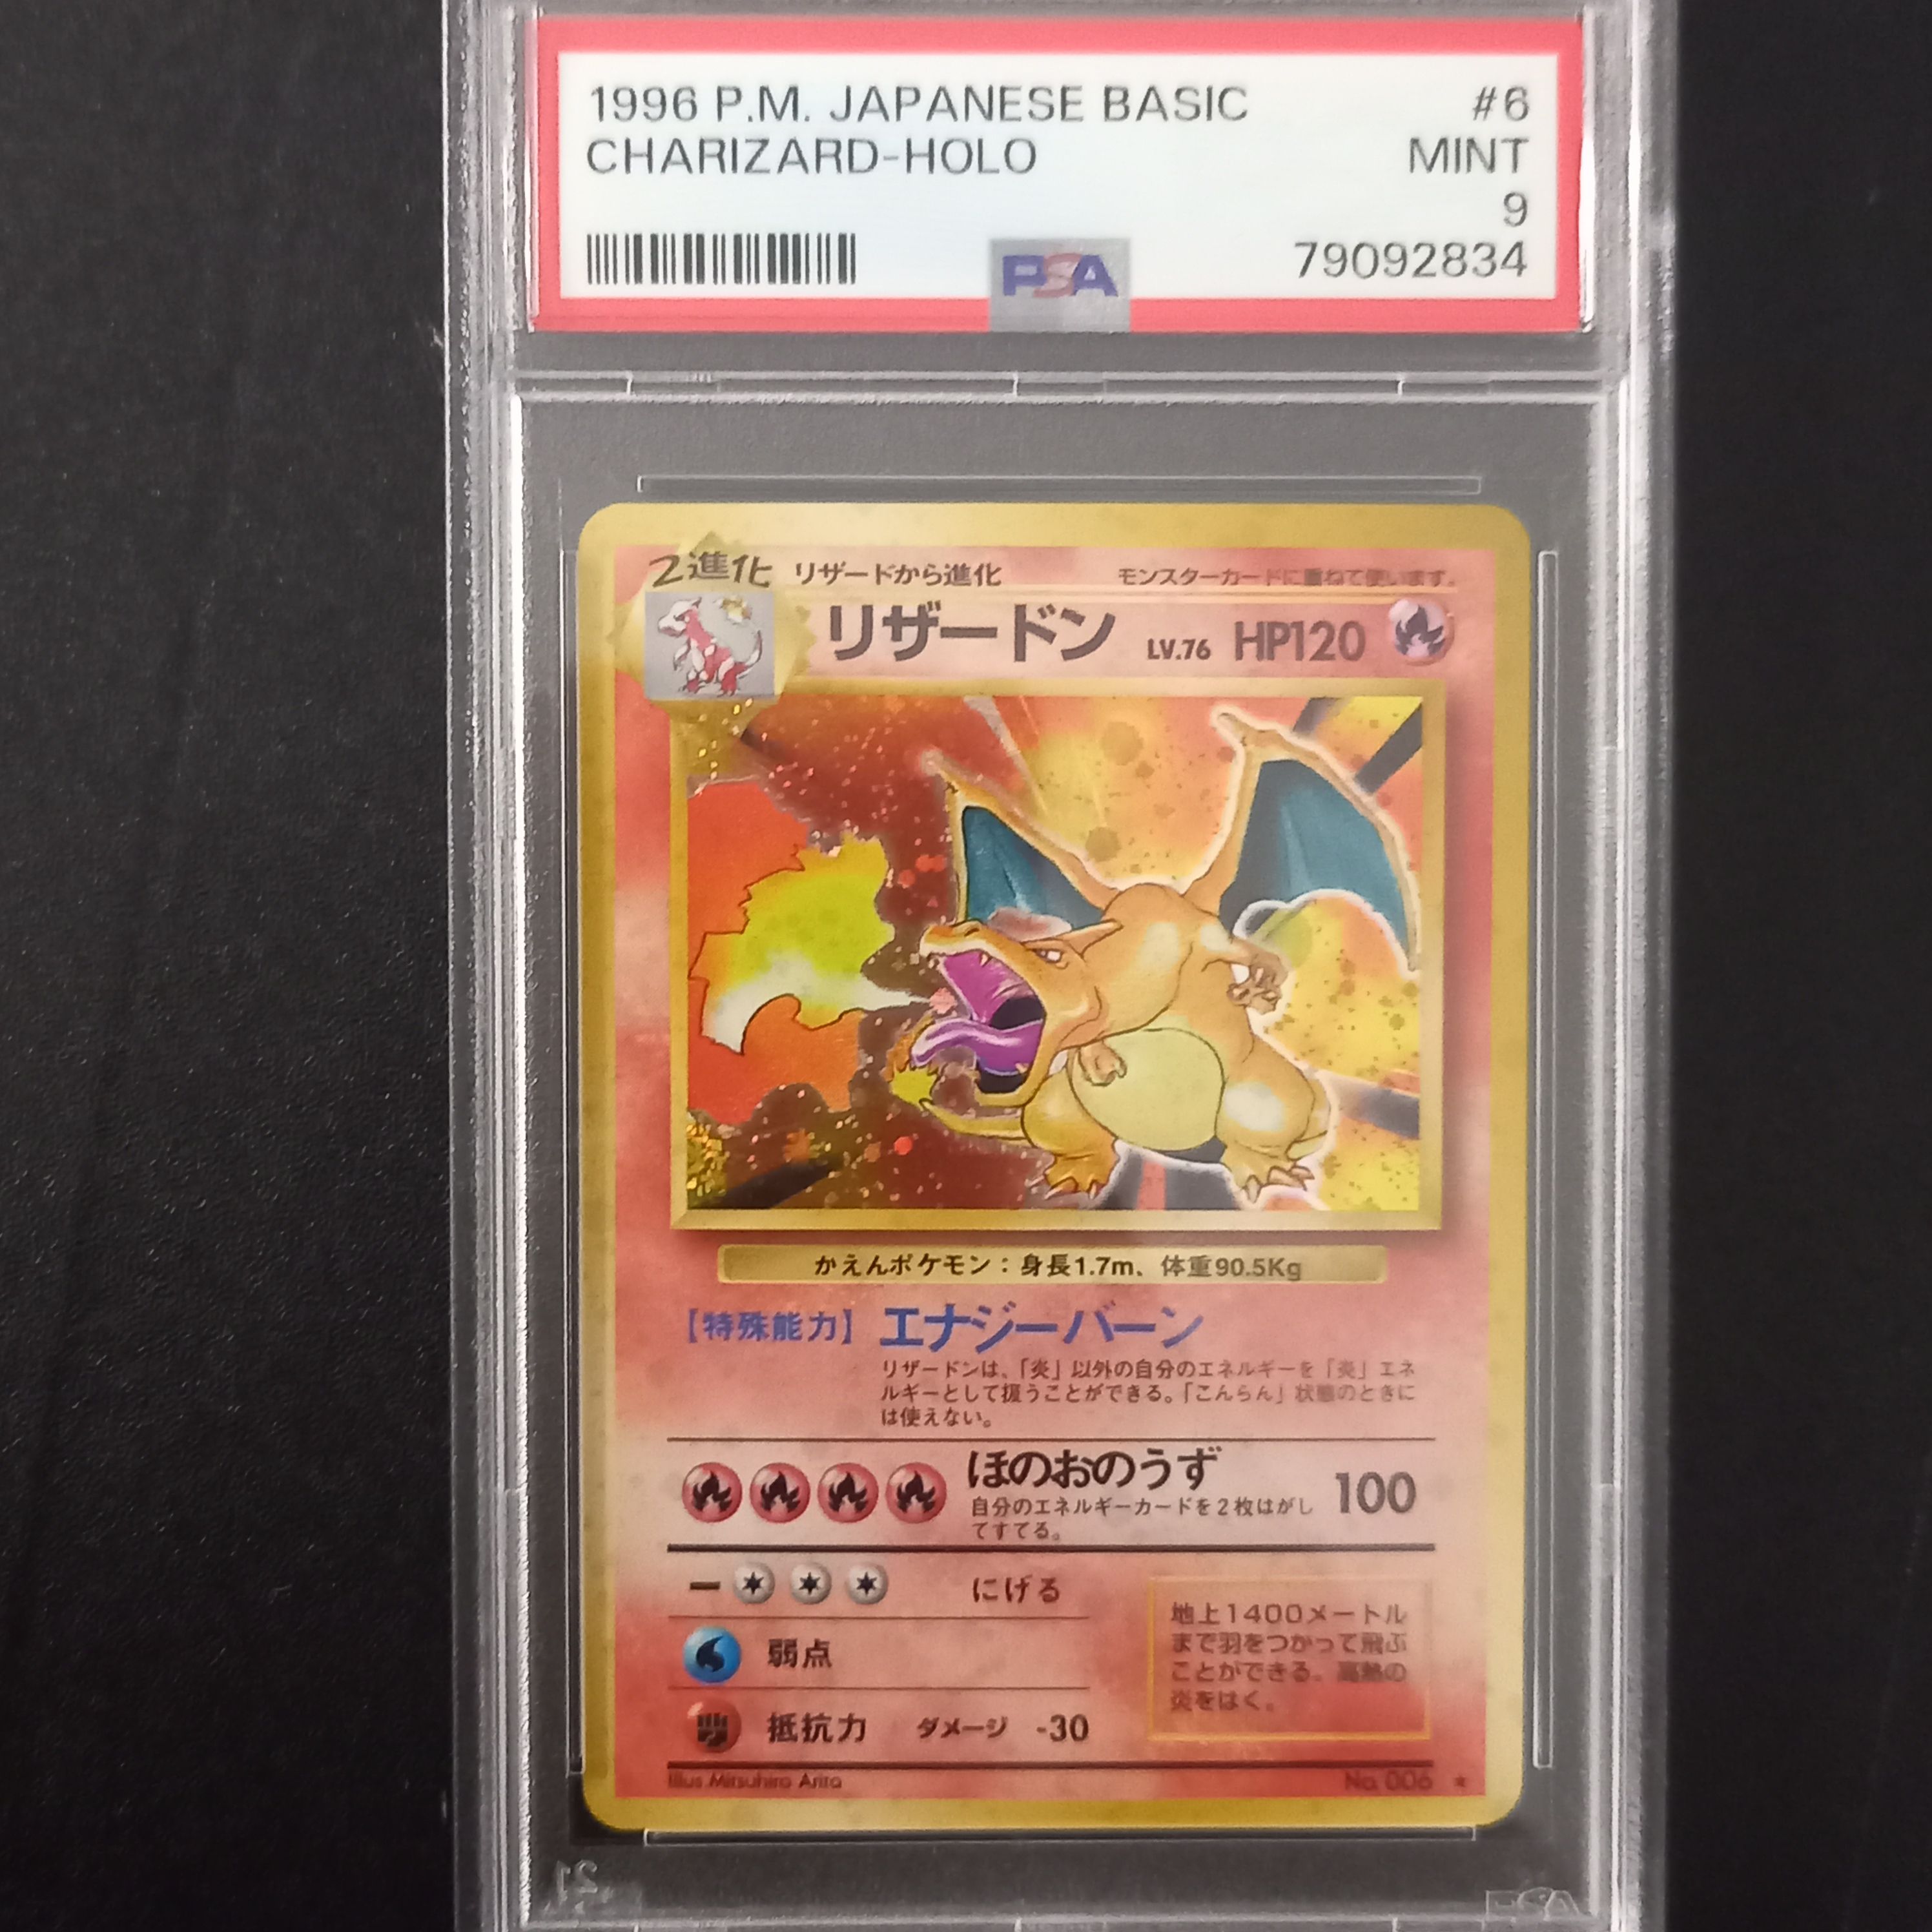 1996 P.M. JAPANESE BASIC #6
CHARIZARD-HOLO MINT
9
PSA 79092834
2進化 リザードから進化 モンスターカードに重ねて使います。
リザードン LV.76 HP120
かえんポケモン：身長1.7m、体重90.5Kg
【特殊能力】 エナジーバーン
リザードンは、「炎」以外の自分のエネルギーを「炎」エネ
ルギーとして扱うことができる。「こんらん」状態のときに
は使えない。
ほのおのうず 100
自分のエネルギーカードを2枚はがし
てすてる。
ー にげる
弱点
抵抗力 ダメージ -30
地上1400メートル
まで羽をつかって飛ぶ
ことができる。高熱の
炎をはく。
Illus. Mitsuhiro Arita No. 006 ★
PSA